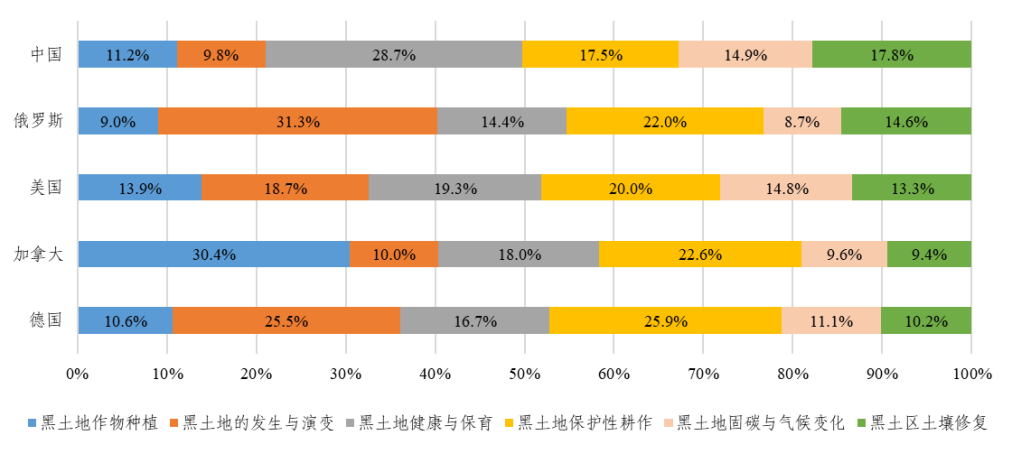 中国 11.2% 9.8% 28.7% 17.5% 14.9% 17.8%
俄罗斯 9.0% 31.3% 14.4% 22.0% 8.7% 14.6%
美国 13.9% 18.7% 19.3% 20.0% 14.8% 13.3%
加拿大 30.4% 10.0% 18.0% 22.6% 9.6% 9.4%
德国 10.6% 25.5% 16.7% 25.9% 11.1% 10.2%
0% 10% 20% 30% 40% 50% 60% 70% 80% 90% 100%
黑土地作物种植 黑土地的发生与演变 黑土地健康与保育 黑土地保护性耕作 黑土地固碳与气候变化 黑土区土壤修复